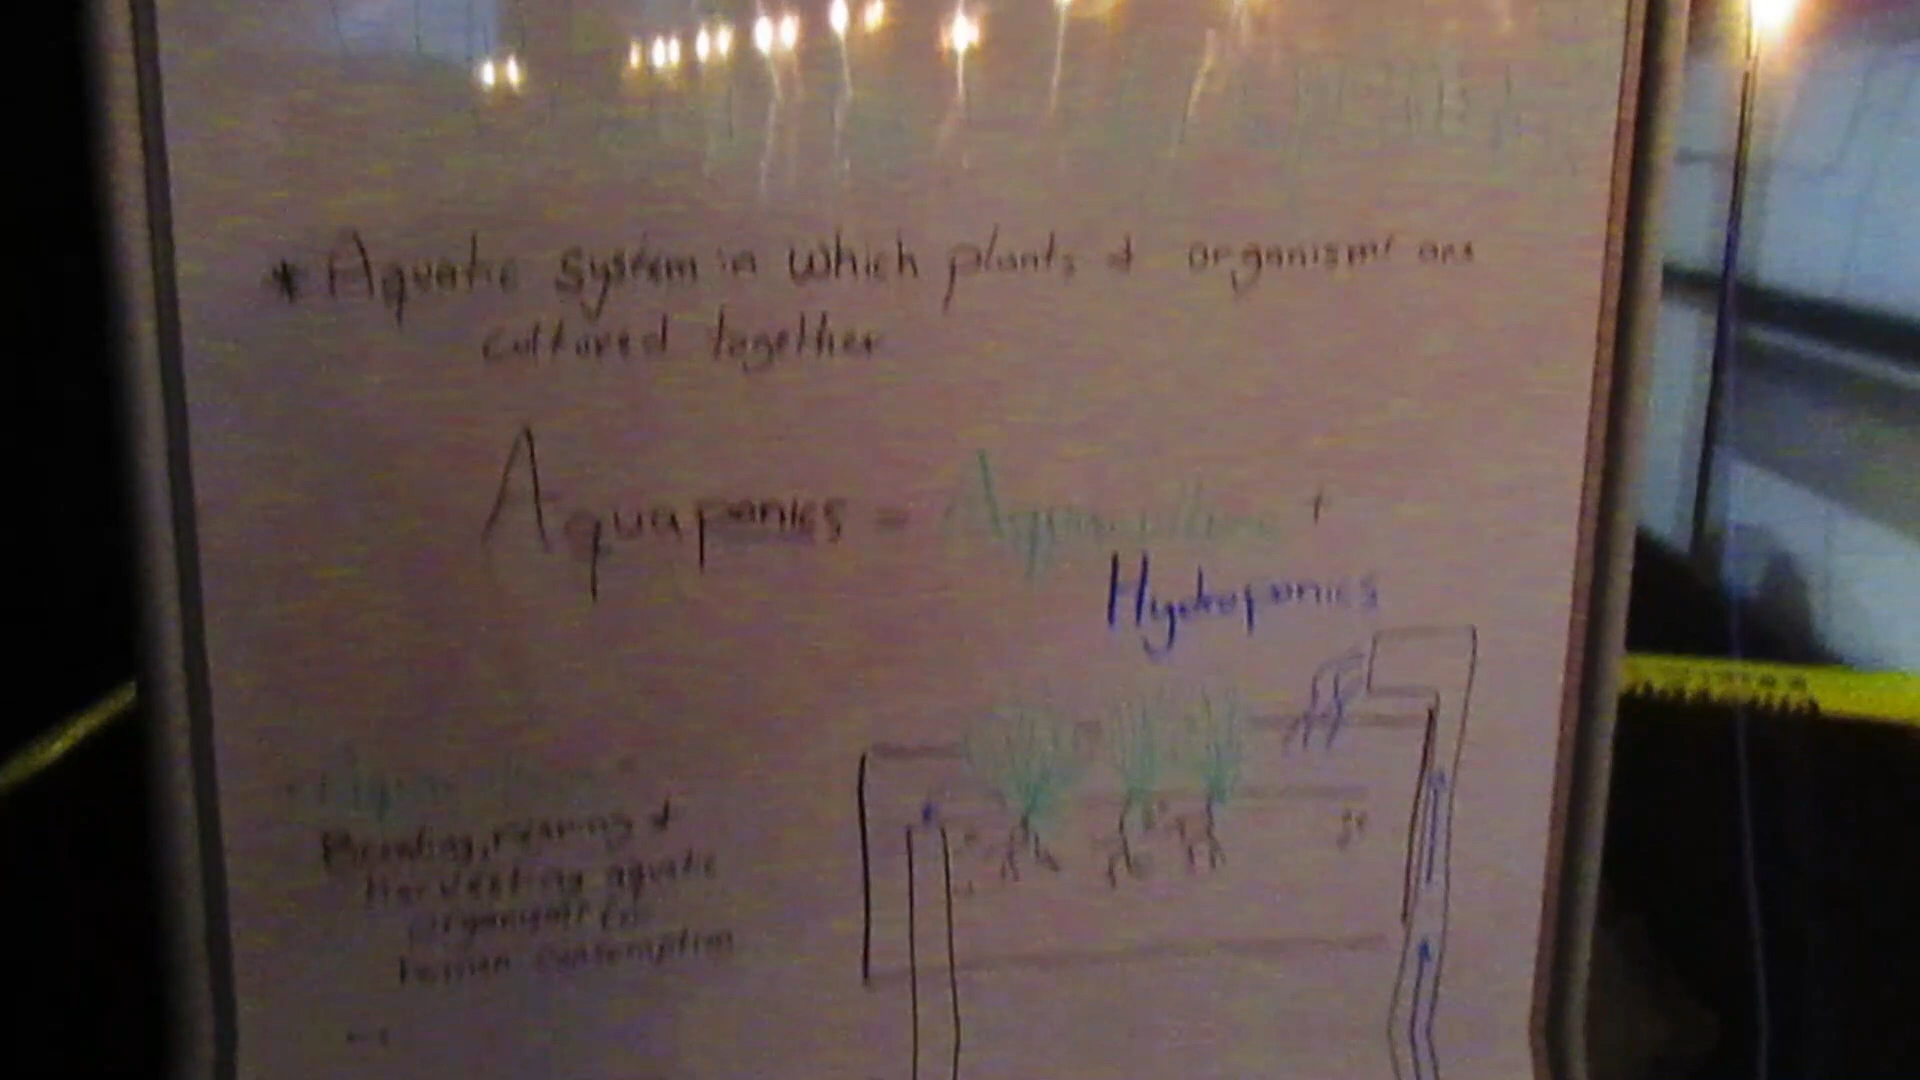 * Aquatic system in which plants & organisms are
cultured together
Aquaponics = Aquaculture +
Hydroponics
Breeding, rearing &
Harvesting aquatic
organisms for
human consumption